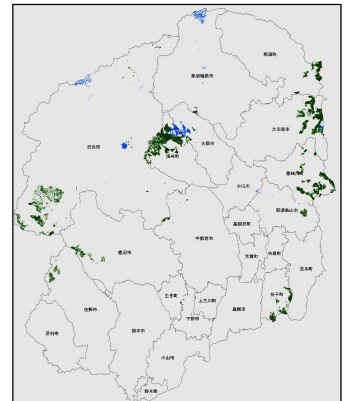 那須町
那須塩原市
大田原市
日光市
矢板市
塩谷町
那珂川町
さくら市
那須烏山市
高根沢町
宇都宮市
鹿沼市
芳賀町
市貝町
茂木町
壬生町
上三川町
真岡市
益子町
佐野市
足利市
栃木市
下野市
小山市
野木町